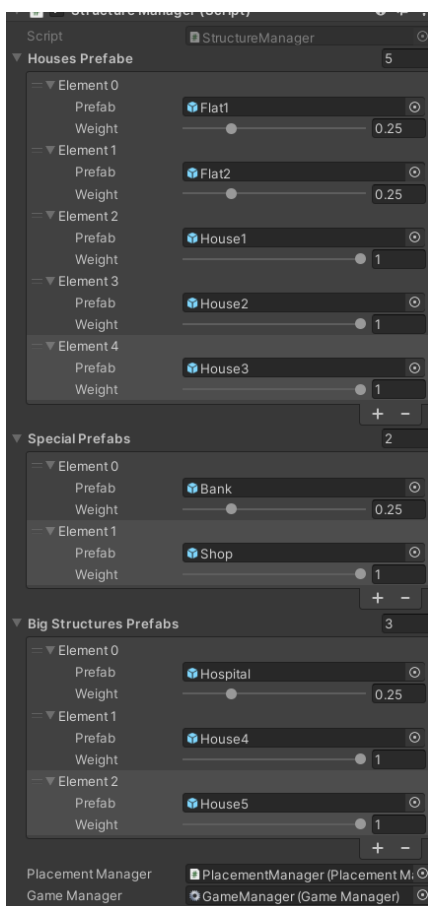 Structure Manager (Script)
Script StructureManager
Houses Prefabe 5
Element 0
Prefab Flat1
Weight 0.25
Element 1
Prefab Flat2
Weight 0.25
Element 2
Prefab House1
Weight 1
Element 3
Prefab House2
Weight 1
Element 4
Prefab House3
Weight 1
+ -
Special Prefabs 2
Element 0
Prefab Bank
Weight 0.25
Element 1
Prefab Shop
Weight 1
+ -
Big Structures Prefabs 3
Element 0
Prefab Hospital
Weight 0.25
Element 1
Prefab House4
Weight 1
Element 2
Prefab House5
Weight 1
+ -
Placement Manager PlacementManager (Placement Ma
Game Manager GameManager (Game Manager)